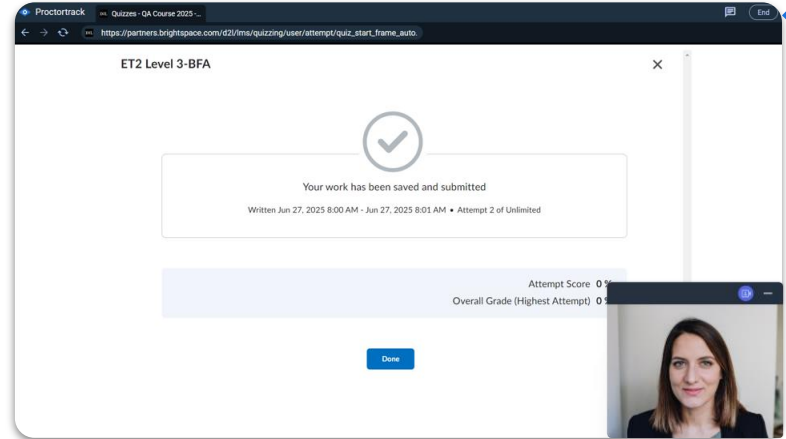 Proctortrack
Quizzes - QA Course 2025 -...
End
https://partners.brightspace.com/d2l/lms/quizzing/user/attempt/quiz_start_frame_auto.
ET2 Level 3-BFA
Your work has been saved and submitted
Written Jun 27, 2025 8:00 AM - Jun 27, 2025 8:01 AM • Attempt 2 of Unlimited
Attempt Score 0 %
Overall Grade (Highest Attempt) 0 %
Done